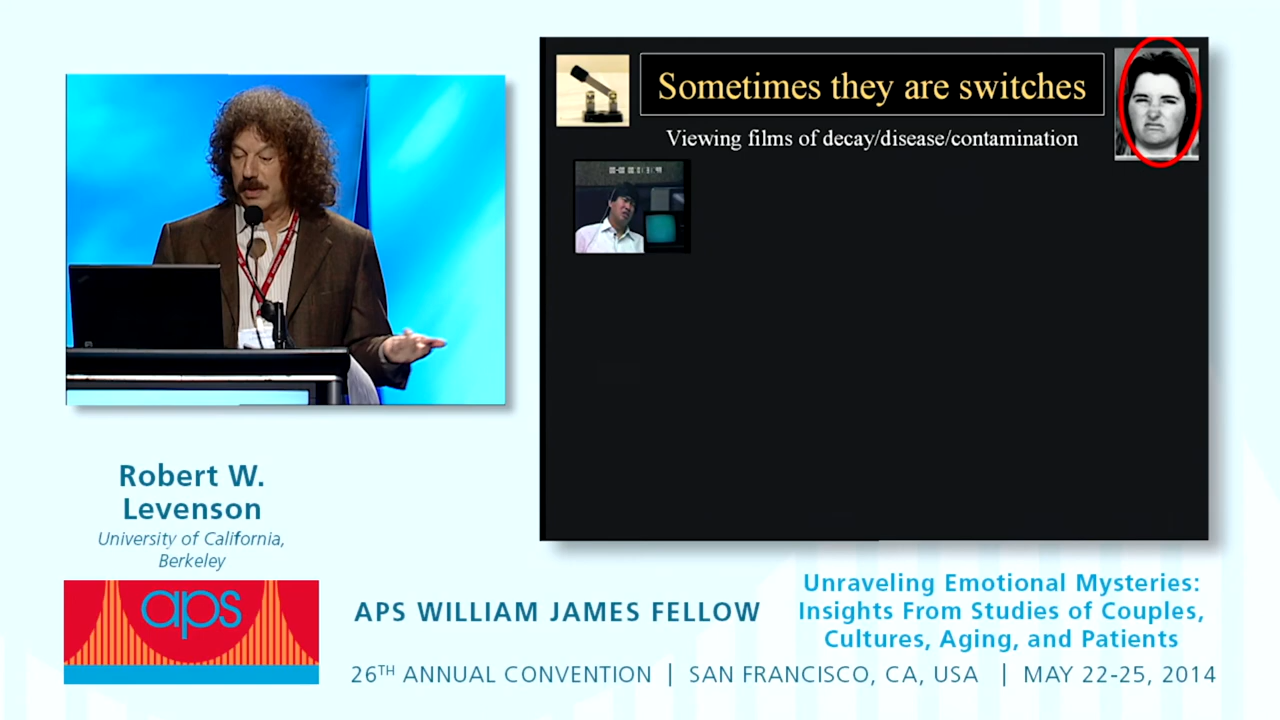 Sometimes they are switches
Viewing films of decay/disease/contamination
Robert W.
Levenson
University of California,
Berkeley
aps
APS WILLIAM JAMES FELLOW
Unraveling Emotional Mysteries:
Insights From Studies of Couples,
Cultures, Aging, and Patients
26TH ANNUAL CONVENTION | SAN FRANCISCO, CA, USA | MAY 22-25, 2014